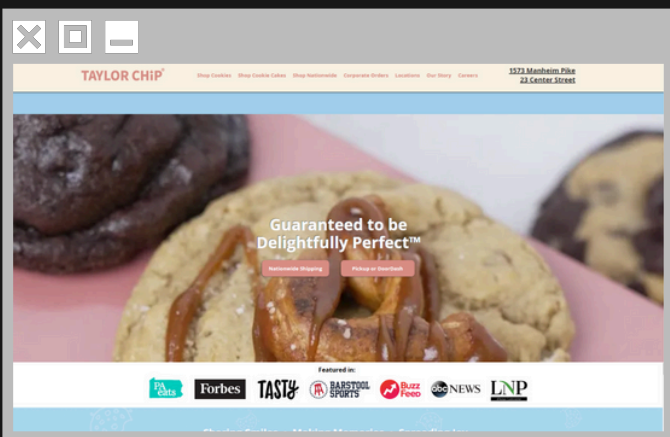 TAYLOR CHiP
Shop Cookies Shop Cookie Cakes Shop Nationwide Corporate Orders Locations Our Story Careers
1573 Manheim Pike
23 Center Street
Guaranteed to be
Delightfully Perfect™
Nationwide Shipping
Pickup or DoorDash
Featured in:
PA eats
Forbes
TASTY
BARSTOOL SPORTS
BuzzFeed
abc NEWS
LNP